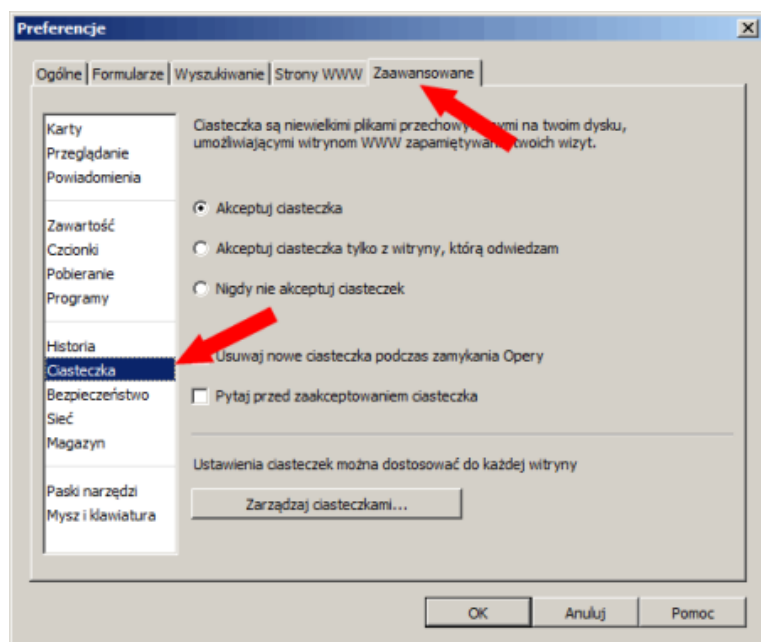 Preferencje
Ogólne Formularze Wyszukiwanie Strony WWW Zaawansowane
Karty
Przeglądanie
Powiadomienia
Zawartość
Czcionki
Pobieranie
Programy
Historia
Ciasteczka
Bezpieczeństwo
Sieć
Magazyn
Paski narzędzi
Mysz i klawiatura
Ciasteczka są niewielkimi plikami na twoim dysku,
umożliwiającymi witrynom WWW twoich wizyt.
Akceptuj ciasteczka
Akceptuj ciasteczka tylko z witryny, którą odwiedzam
Nigdy nie akceptuj ciasteczek
Usuwaj nowe ciasteczka podczas zamykania Opery
Pytaj przed zaakceptowaniem ciasteczka
Ustawienia ciasteczek można dostosować do każdej witryny
Zarządzaj ciasteczkami...
OK Anuluj Pomoc